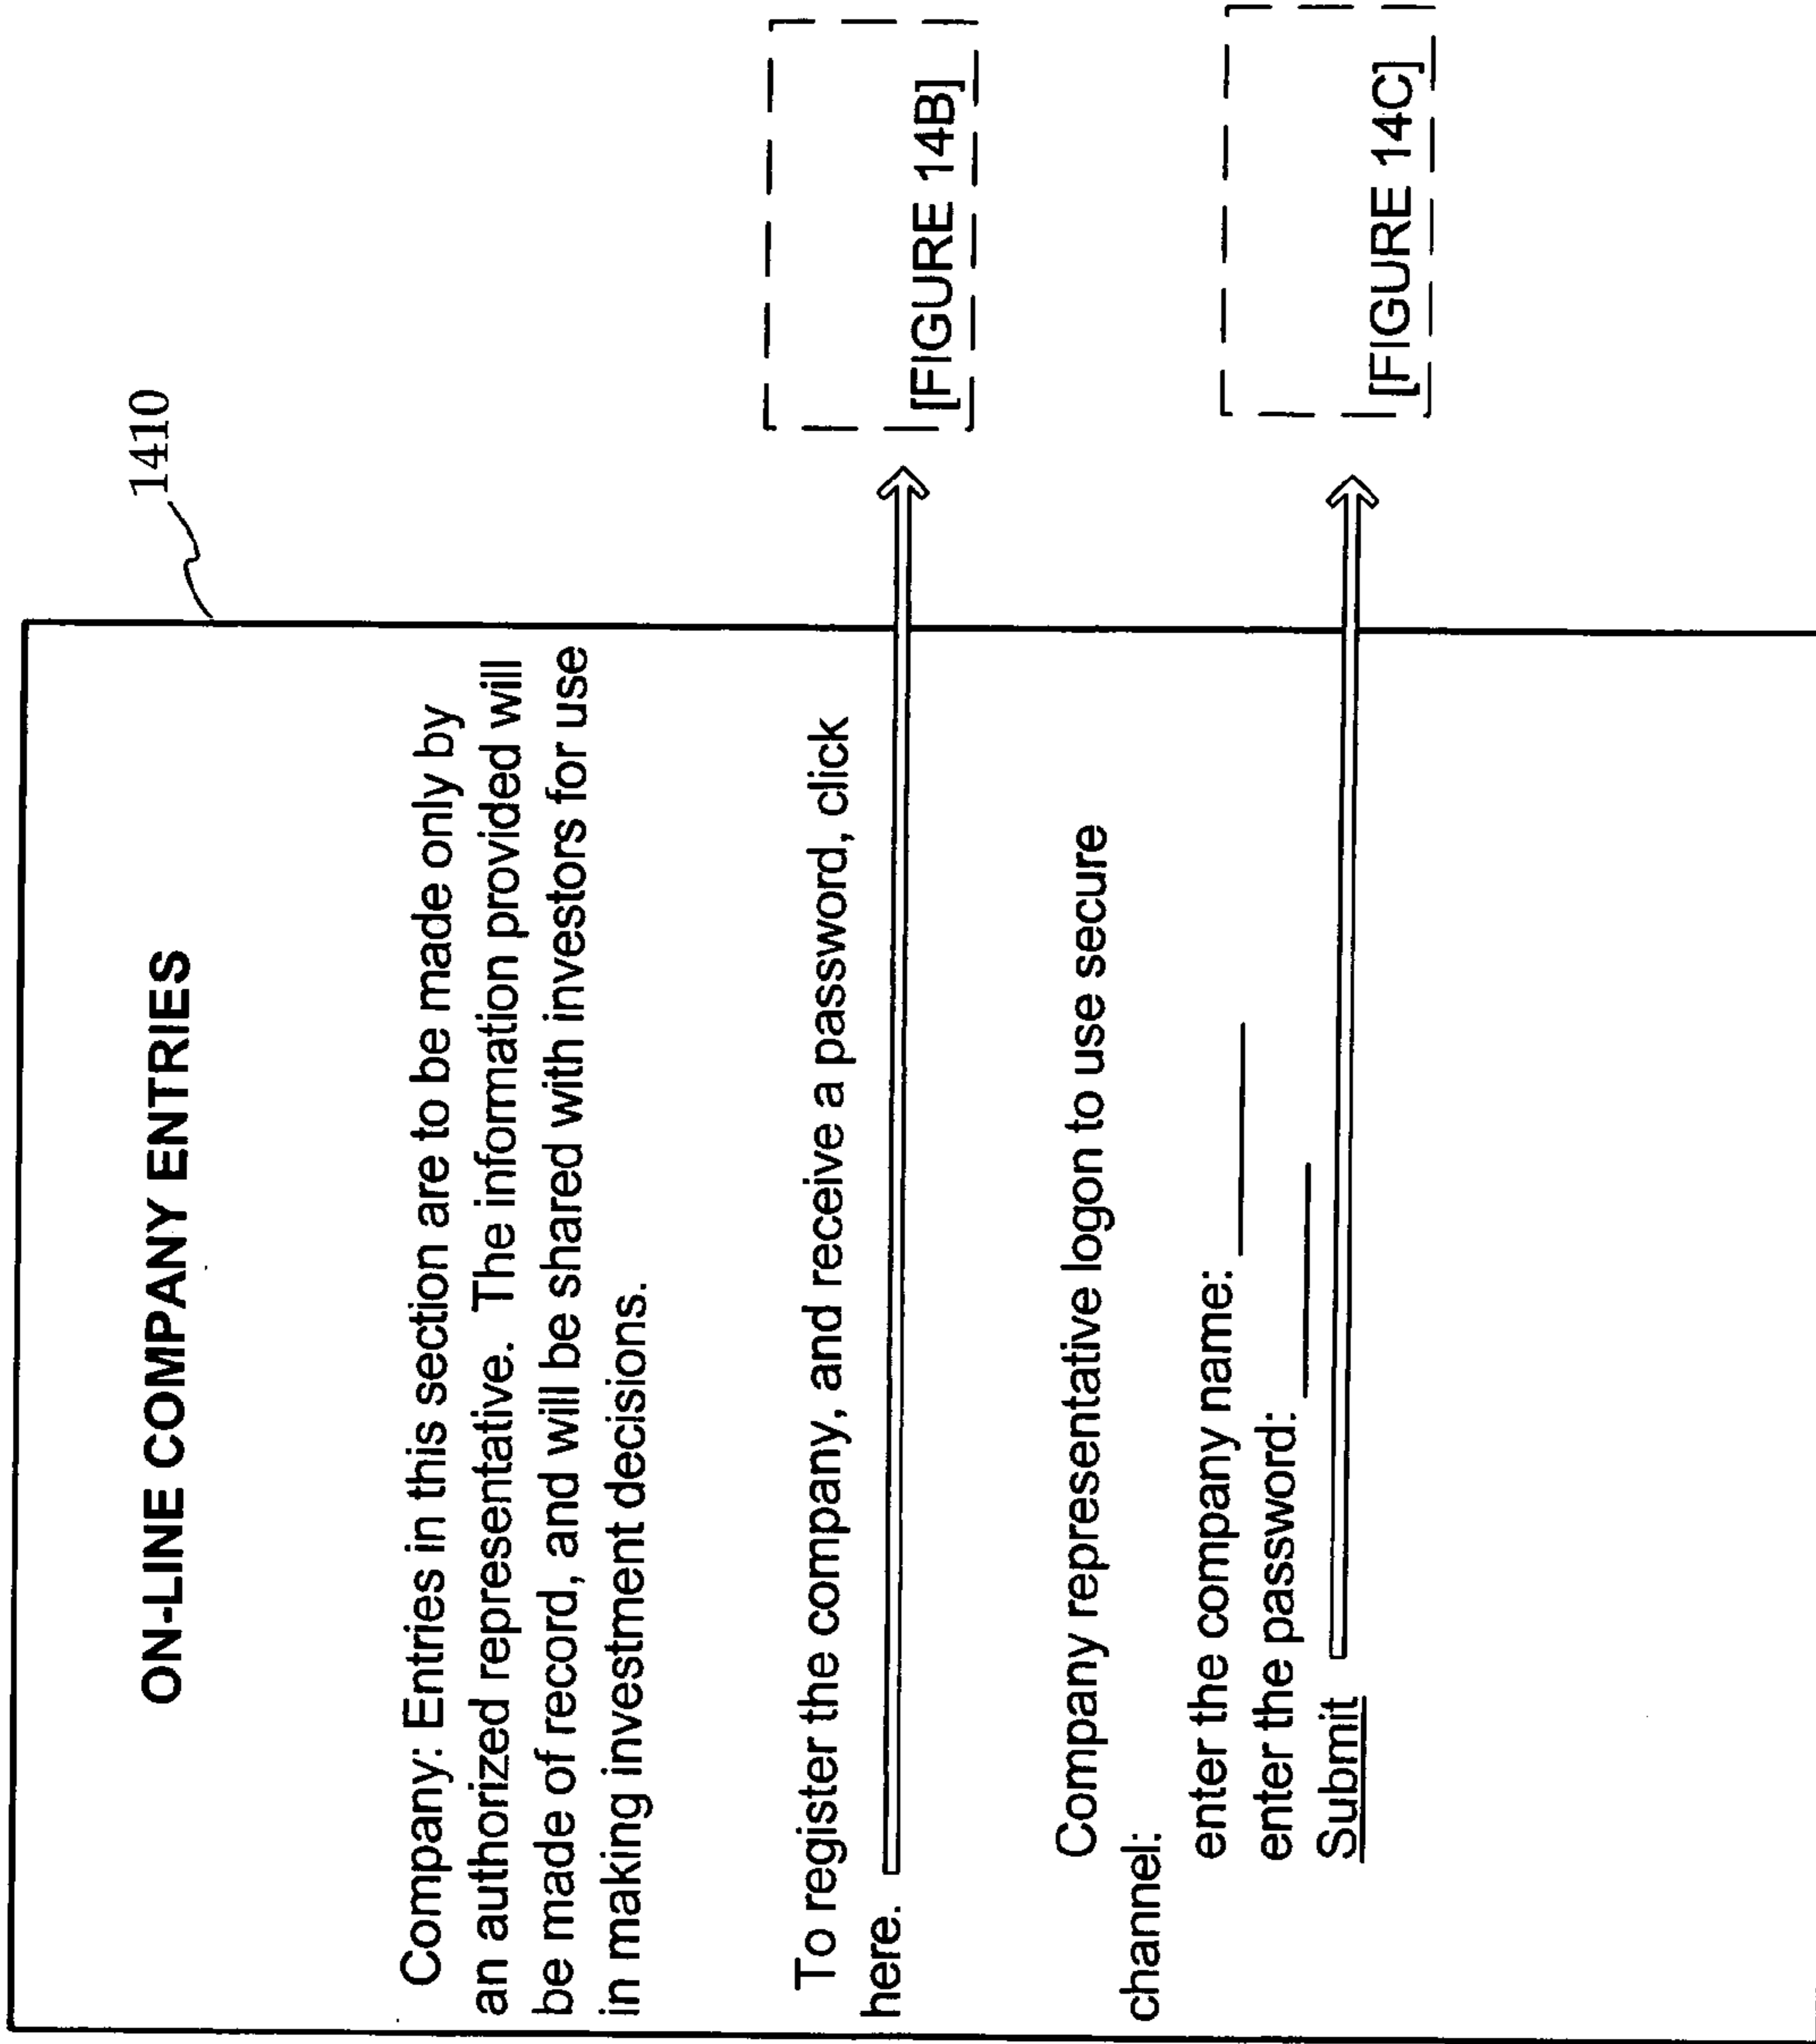 1410
ON-LINE COMPANY ENTRIES
Company: Entries in this section are to be made only by
an authorized representative. The information provided will
be made of record, and will be shared with investors for use
in making investment decisions.
To register the company, and receive a password, click
here.
[FIGURE 14B]
Company representative logon to use secure
channel:
enter the company name:
enter the password:
Submit
[FIGURE 14C]